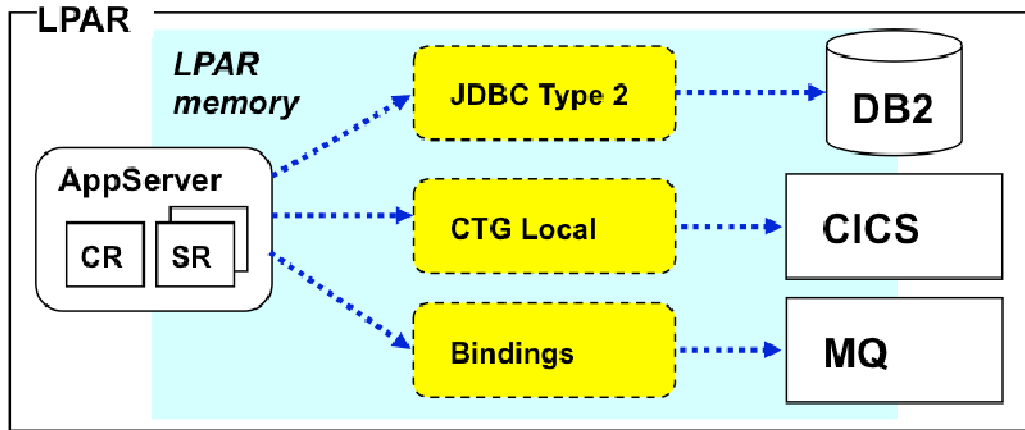 LPAR
LPAR
memory
JDBC Type 2
DB2
AppServer
CR
SR
CTG Local
CICS
Bindings
MQ